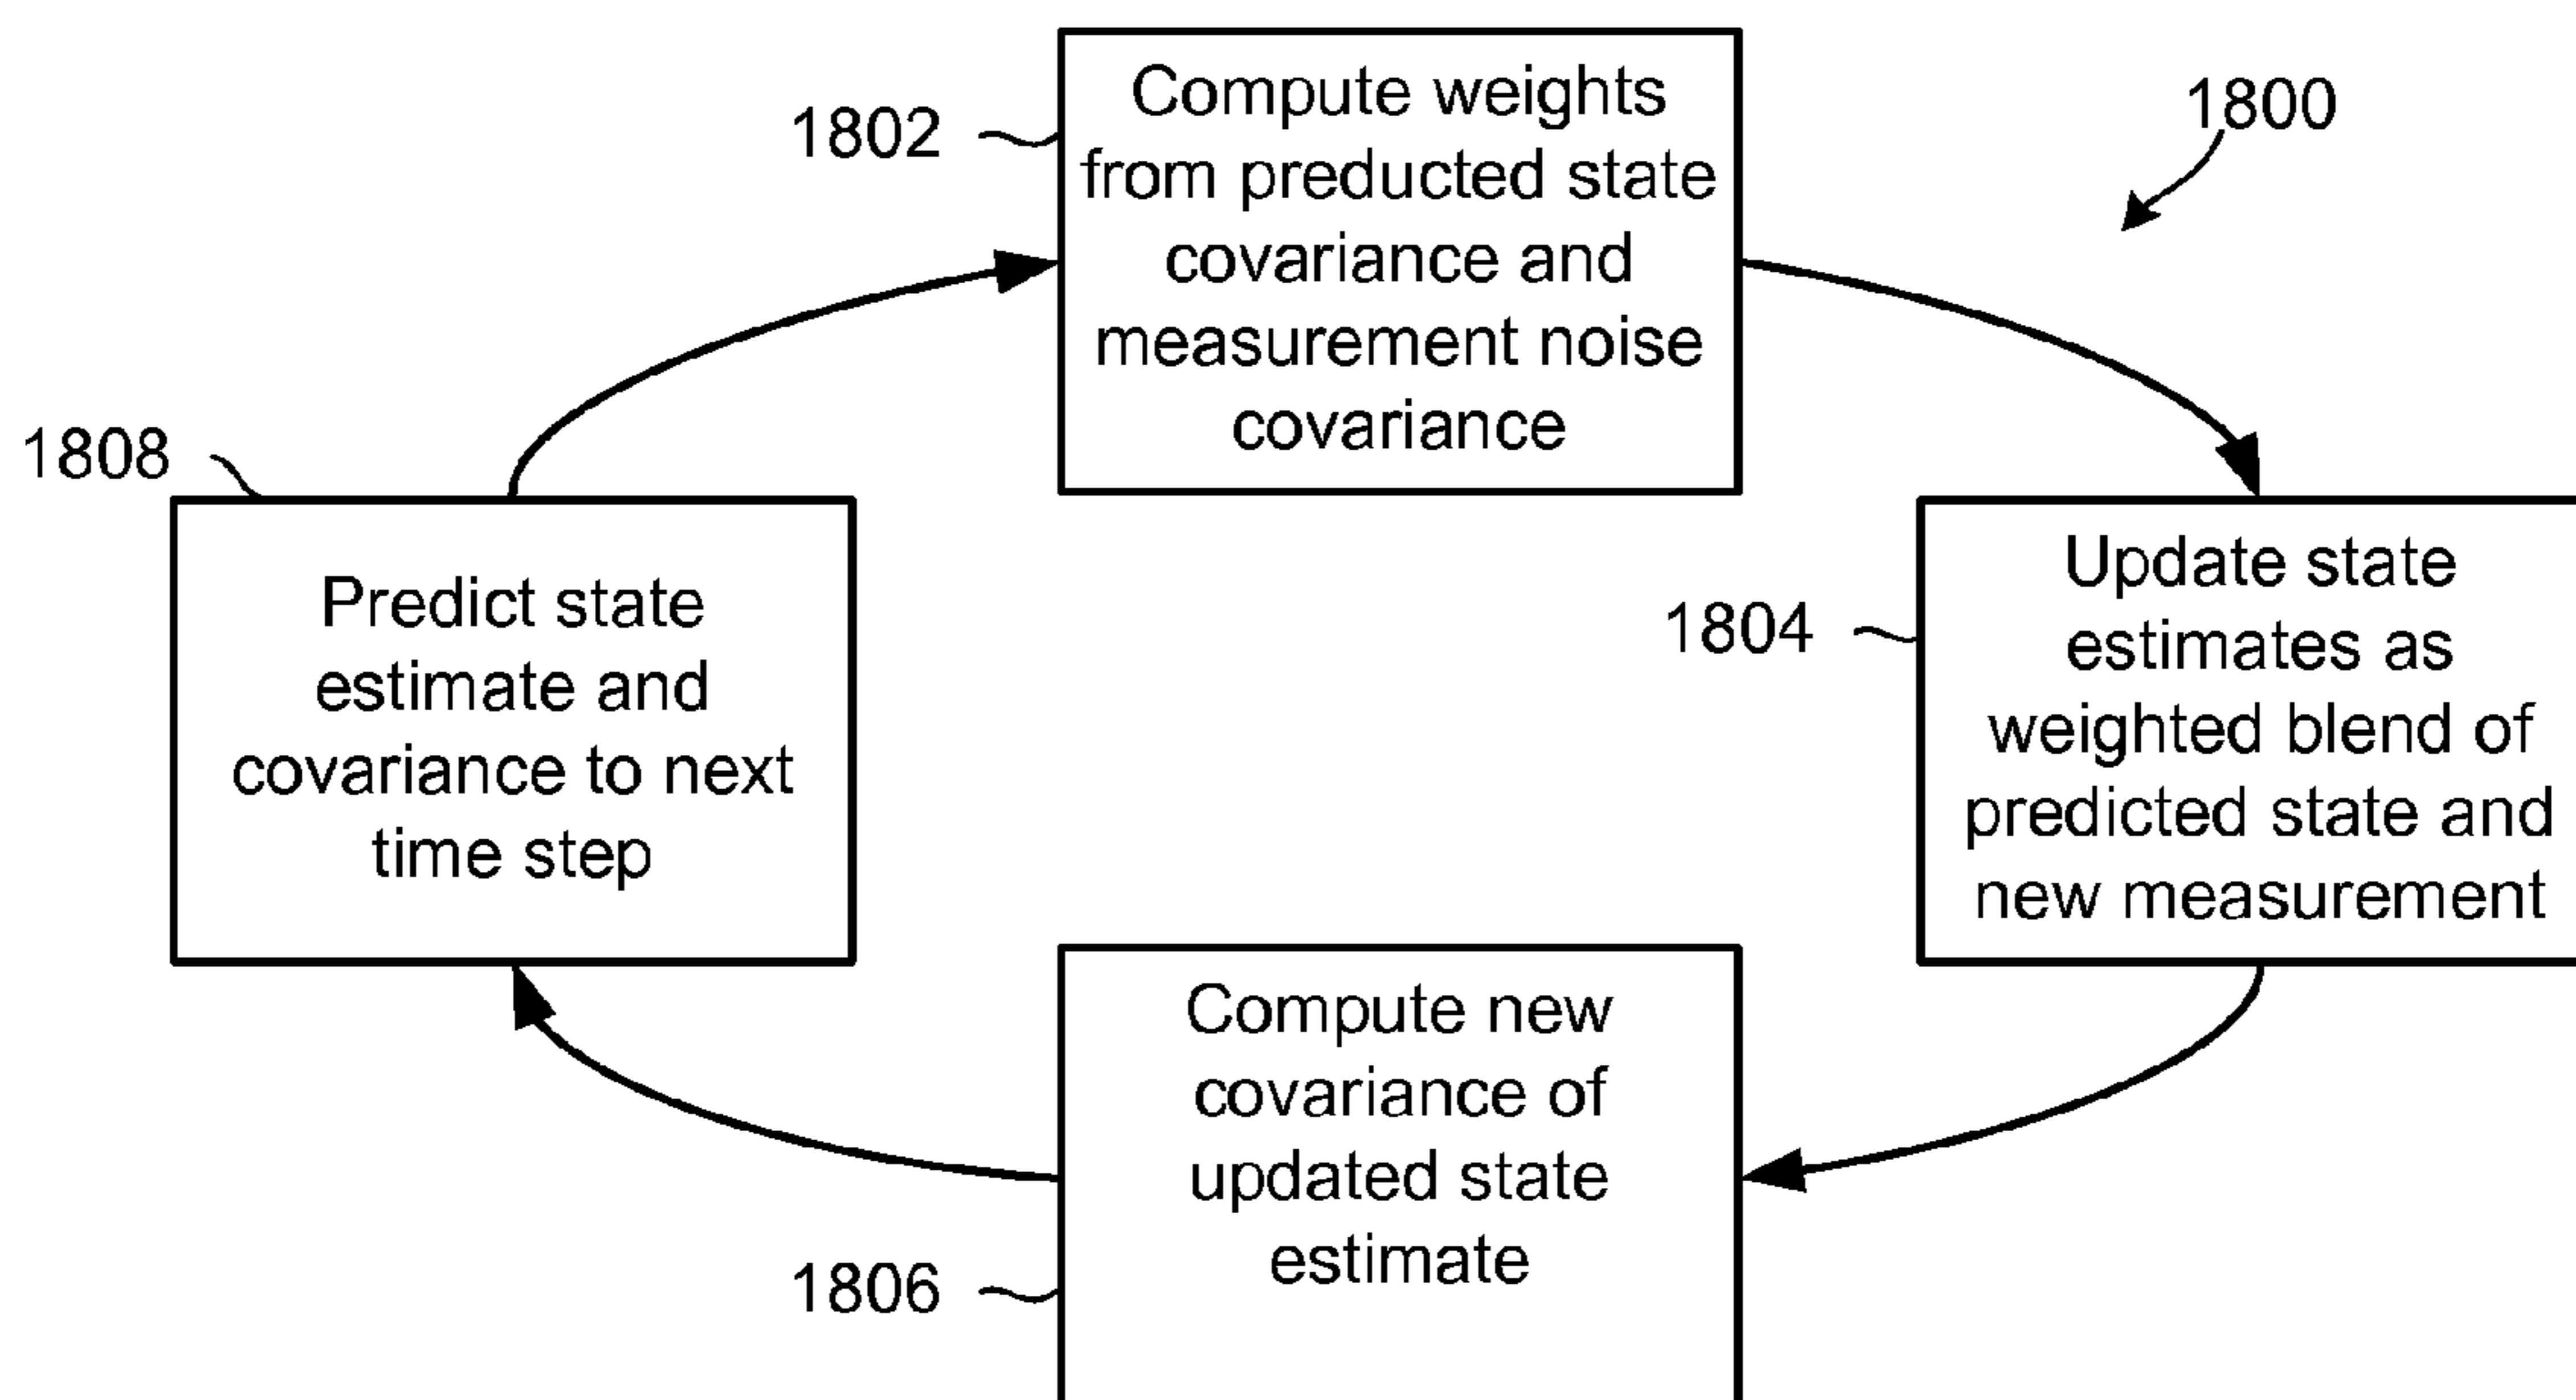 1800
1802
Compute weights
from preducted state
covariance and
measurement noise
covariance
1804
Update state
estimates as
weighted blend of
predicted state and
new measurement
1806
Compute new
covariance of
updated state
estimate
1808
Predict state
estimate and
covariance to next
time step